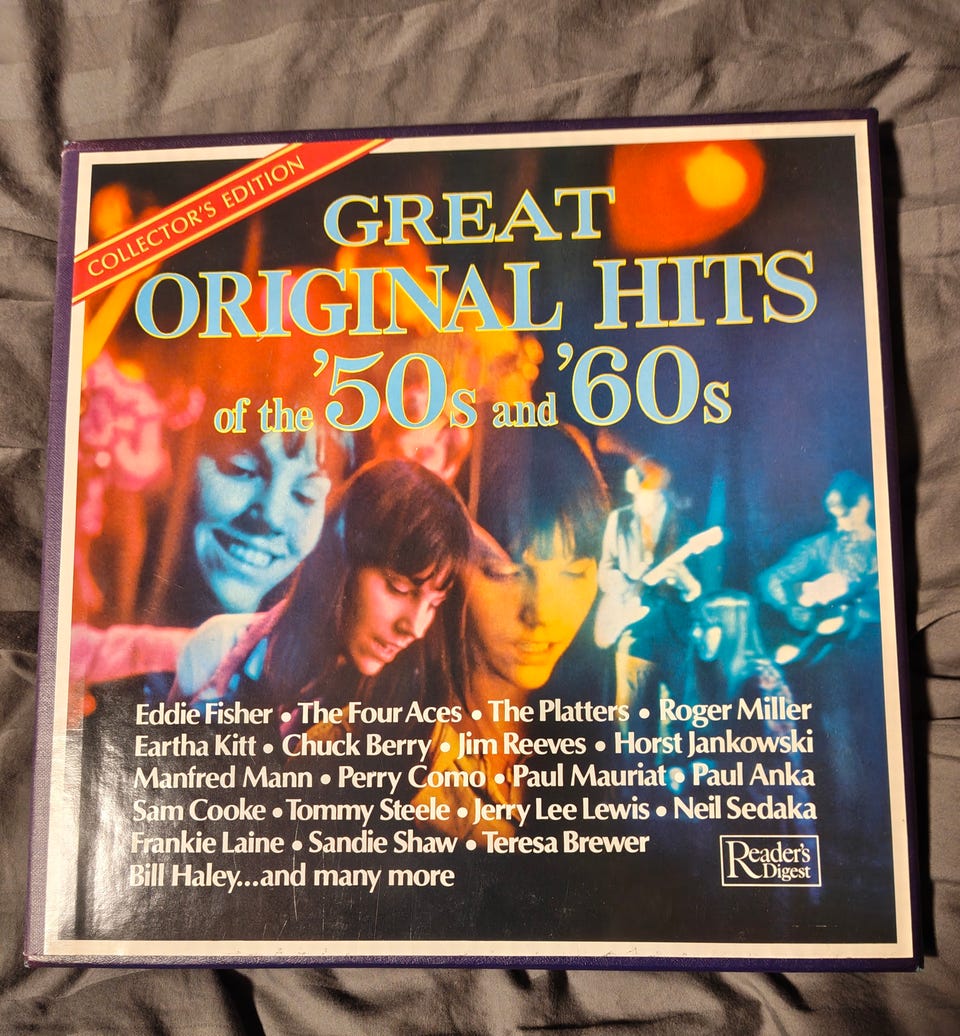 COLLECTOR'S EDITION
GREAT
ORIGINAL HITS
of the '50s and '60s
Eddie Fisher • The Four Aces • The Platters • Roger Miller
Eartha Kitt • Chuck Berry • Jim Reeves • Horst Jankowski
Manfred Mann • Perry Como • Paul Mauriat • Paul Anka
Sam Cooke • Tommy Steele • Jerry Lee Lewis • Neil Sedaka
Frankie Laine • Sandie Shaw • Teresa Brewer
Bill Haley...and many more
Reader's
Digest